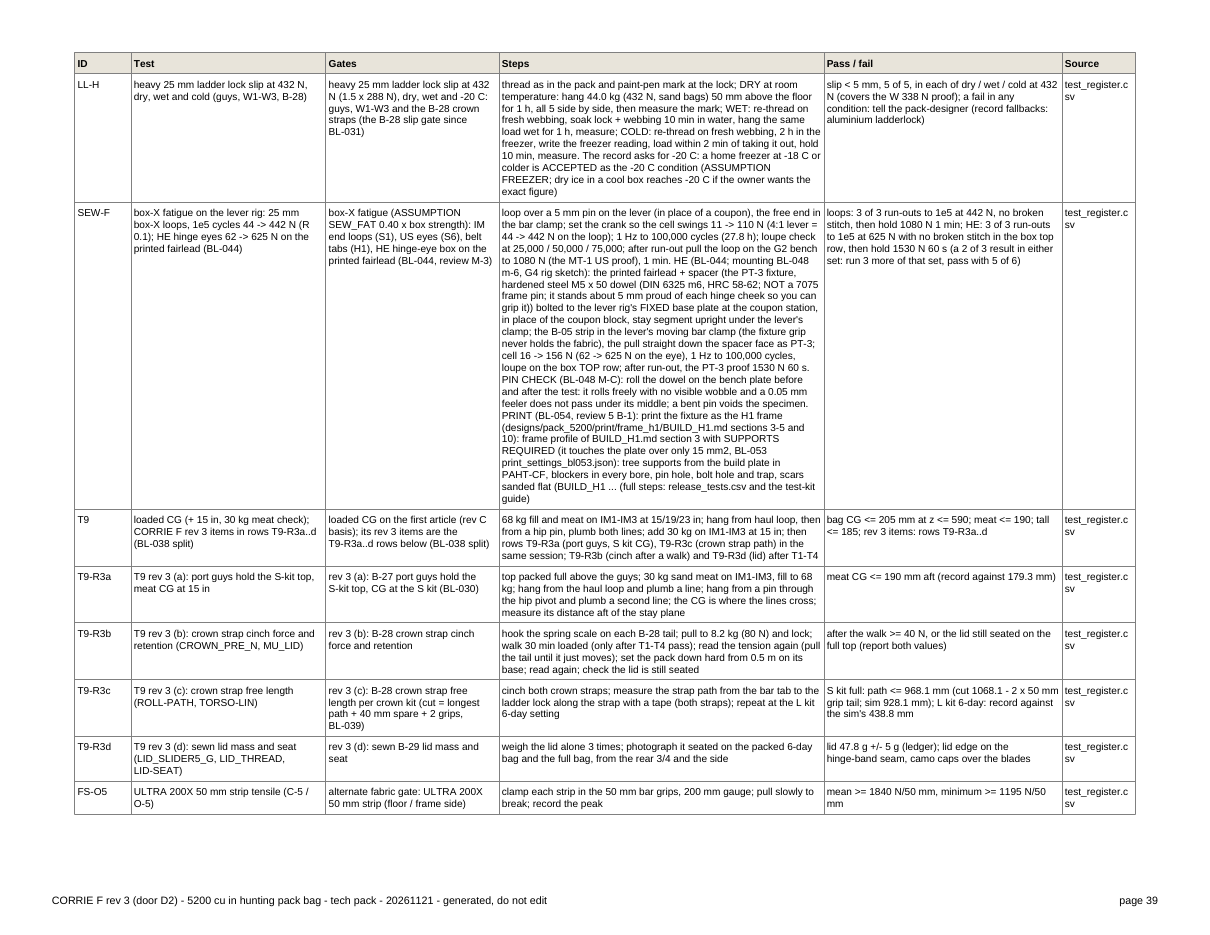 ID Test Gates Steps Pass / fail Source
LL-H
heavy 25 mm ladder lock slip at 432 N,
dry, wet and cold (guys, W1-W3, B-28)
heavy 25 mm ladder lock slip at 432
N (1.5 x 288 N), dry, wet and -20 C:
guys, W1-W3 and the B-28 crown
straps (the B-28 slip gate since
BL-031)
thread as in the pack and paint-pen mark at the lock; DRY at room
temperature: hang 44.0 kg (432 N, sand bags) 50 mm above the floor
for 1 h, all 5 side by side, then measure the mark; WET: re-thread on
fresh webbing, soak lock + webbing 10 min in water, hang the same
load wet for 1 h, measure; COLD: re-thread on fresh webbing, 2 h in the
freezer, write the freezer reading, load within 2 min of taking it out, hold
10 min, measure. The record asks for -20 C: a home freezer at -18 C or
colder is ACCEPTED as the -20 C condition (ASSUMPTION
FREEZER; dry ice in a cool box reaches -20 C if the owner wants the
exact figure)
slip < 5 mm, 5 of 5, in each of dry / wet / cold at 432
N (covers the W 338 N proof); a fail in any
condition: tell the pack-designer (record fallbacks:
aluminium ladderlock)
test_register.c
sv
SEW-F
box-X fatigue on the lever rig: 25 mm
box-X loops, 1e5 cycles 44 -> 442 N (R
0.1); HE hinge eyes 62 -> 625 N on the
printed fairlead (BL-044)
box-X fatigue (ASSUMPTION
SEW_FAT 0.40 x box strength): IM
end loops (S1), US eyes (S6), belt
tabs (H1), HE hinge-eye box on the
printed fairlead (BL-044, review M-3)
loop over a 5 mm pin on the lever (in place of a coupon), the free end in
the bar clamp; set the crank so the cell swings 11 -> 110 N (4:1 lever =
44 -> 442 N on the loop); 1 Hz to 100,000 cycles (27.8 h); loupe check
at 25,000 / 50,000 / 75,000; after run-out pull the loop on the G2 bench
to 1080 N (the MT-1 US proof), 1 min. HE (BL-044; mounting BL-048
m-6, G4 rig sketch): the printed fairlead + spacer (the PT-3 fixture,
hardened steel M5 x 50 dowel (DIN 6325 m6, HRC 58-62; NOT a 7075
frame pin; it stands about 5 mm proud of each hinge cheek so you can
grip it)) bolted to the lever rig's FIXED base plate at the coupon station,
in place of the coupon block, stay segment upright under the lever's
clamp; the B-05 strip in the lever's moving bar clamp (the fixture grip
never holds the fabric), the pull straight down the spacer face as PT-3;
cell 16 -> 156 N (62 -> 625 N on the eye), 1 Hz to 100,000 cycles,
loupe on the box TOP row; after run-out, the PT-3 proof 1530 N 60 s.
PIN CHECK (BL-048 M-C): roll the dowel on the bench plate before
and after the test: it rolls freely with no visible wobble and a 0.05 mm
feeler does not pass under its middle; a bent pin voids the specimen.
PRINT (BL-054, review 5 B-1): print the fixture as the H1 frame
(designs/pack_5200/print/frame_h1/BUILD_H1.md sections 3-5 and
10): frame profile of BUILD_H1.md section 3 with SUPPORTS
REQUIRED (it touches the plate over only 15 mm2, BL-053
print_settings_bl053.json): tree supports from the build plate in
PAHT-CF, blockers in every bore, pin hole, bolt hole and trap, scars
sanded flat (BUILD_H1 ... (full steps: release_tests.csv and the test-kit
guide)
loops: 3 of 3 run-outs to 1e5 at 442 N, no broken
stitch, then hold 1080 N 1 min; HE: 3 of 3 run-outs
to 1e5 at 625 N with no broken stitch in the box top
row, then hold 1530 N 60 s (a 2 of 3 result in either
set: run 3 more of that set, pass with 5 of 6)
test_register.c
sv
T9
loaded CG (+ 15 in, 30 kg meat check);
CORRIE F rev 3 items in rows T9-R3a..d
(BL-038 split)
loaded CG on the first article (rev C
basis); its rev 3 items are the
T9-R3a..d rows below (BL-038 split)
68 kg fill and meat on IM1-IM3 at 15/19/23 in; hang from haul loop, then
from a hip pin, plumb both lines; add 30 kg on IM1-IM3 at 15 in; then
rows T9-R3a (port guys, S kit CG), T9-R3c (crown strap path) in the
same session; T9-R3b (cinch after a walk) and T9-R3d (lid) after T1-T4
bag CG <= 205 mm at z <= 590; meat <= 190; tall
<= 185; rev 3 items: rows T9-R3a..d
test_register.c
sv
T9-R3a
T9 rev 3 (a): port guys hold the S-kit top,
meat CG at 15 in
rev 3 (a): B-27 port guys hold the
S-kit top, CG at the S kit (BL-030)
top packed full above the guys; 30 kg sand meat on IM1-IM3, fill to 68
kg; hang from the haul loop and plumb a line; hang from a pin through
the hip pivot and plumb a second line; the CG is where the lines cross;
measure its distance aft of the stay plane
meat CG <= 190 mm aft (record against 179.3 mm)
test_register.c
sv
T9-R3b
T9 rev 3 (b): crown strap cinch force and
retention (CROWN_PRE_N, MU_LID)
rev 3 (b): B-28 crown strap cinch
force and retention
hook the spring scale on each B-28 tail; pull to 8.2 kg (80 N) and lock;
walk 30 min loaded (only after T1-T4 pass); read the tension again (pull
the tail until it just moves); set the pack down hard from 0.5 m on its
base; read again; check the lid is still seated
after the walk >= 40 N, or the lid still seated on the
full top (report both values)
test_register.c
sv
T9-R3c
T9 rev 3 (c): crown strap free length
(ROLL-PATH, TORSO-LIN)
rev 3 (c): B-28 crown strap free
length per crown kit (cut = longest
path + 40 mm spare + 2 grips,
BL-039)
cinch both crown straps; measure the strap path from the bar tab to the
ladder lock along the strap with a tape (both straps); repeat at the L kit
6-day setting
S kit full: path <= 968.1 mm (cut 1068.1 - 2 x 50 mm
grip tail; sim 928.1 mm); L kit 6-day: record against
the sim's 438.8 mm
test_register.c
sv
T9-R3d
T9 rev 3 (d): sewn lid mass and seat
(LID_SLIDER5_G, LID_THREAD,
LID-SEAT)
rev 3 (d): sewn B-29 lid mass and
seat
weigh the lid alone 3 times; photograph it seated on the packed 6-day
bag and the full bag, from the rear 3/4 and the side
lid 47.8 g +/- 5 g (ledger); lid edge on the
hinge-band seam, camo caps over the blades
test_register.c
sv
FS-O5
ULTRA 200X 50 mm strip tensile (C-5 /
O-5)
alternate fabric gate: ULTRA 200X
50 mm strip (floor / frame side)
clamp each strip in the 50 mm bar grips, 200 mm gauge; pull slowly to
break; record the peak
mean >= 1840 N/50 mm, minimum >= 1195 N/50
mm
test_register.c
sv
CORRIE F rev 3 (door D2) - 5200 cu in hunting pack bag - tech pack - 20261121 - generated, do not edit page 39